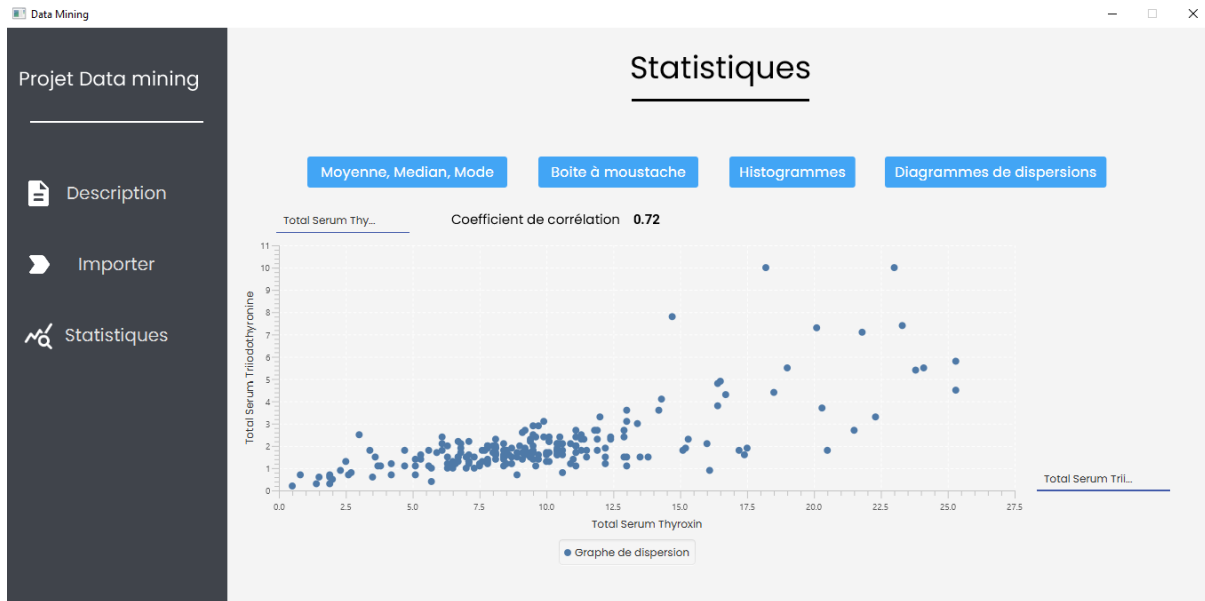 Data Mining
Projet Data mining
Description
Importer
Statistiques
Statistiques
Moyenne, Median, Mode
Boite à moustache
Histogrammes
Diagrammes de dispersions
Total Serum Thy...
Coefficient de corrélation 0.72
Total Serum Triiodothyronine
11
10
9
8
7
6
5
4
3
2
1
0
0.0 2.5 5.0 7.5 10.0 12.5 15.0 17.5 20.0 22.5 25.0 27.5
Total Serum Thyroxin
Graphe de dispersion
Total Serum Trii...